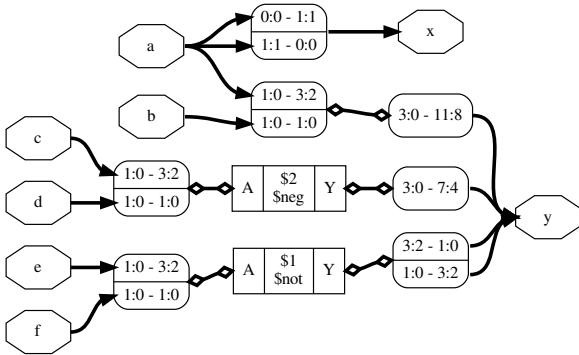 a
0:0 - 1:1
1:1 - 0:0
x
b
1:0 - 3:2
1:0 - 1:0
3:0 - 11:8
c
d
1:0 - 3:2
1:0 - 1:0
A
$2
$neg
Y
3:0 - 7:4
y
e
f
1:0 - 3:2
1:0 - 1:0
A
$1
$not
Y
3:2 - 1:0
1:0 - 3:2